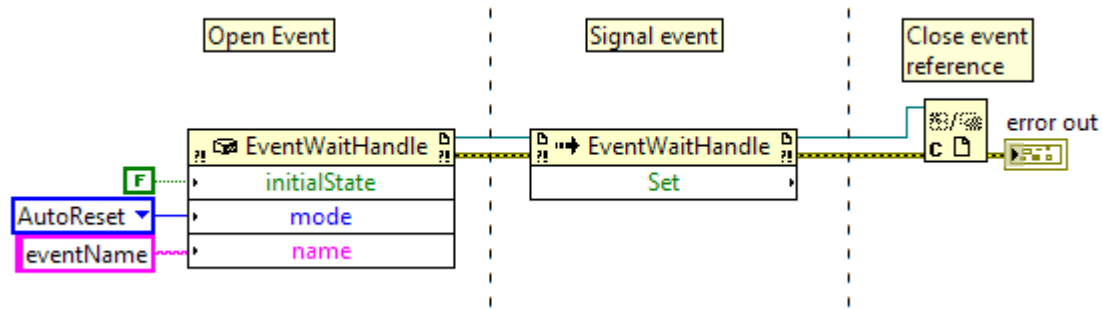 Open Event
Signal event
Close event
reference
EventWaitHandle
initialState
mode
name
F
AutoReset
eventName
EventWaitHandle
Set
C
error out